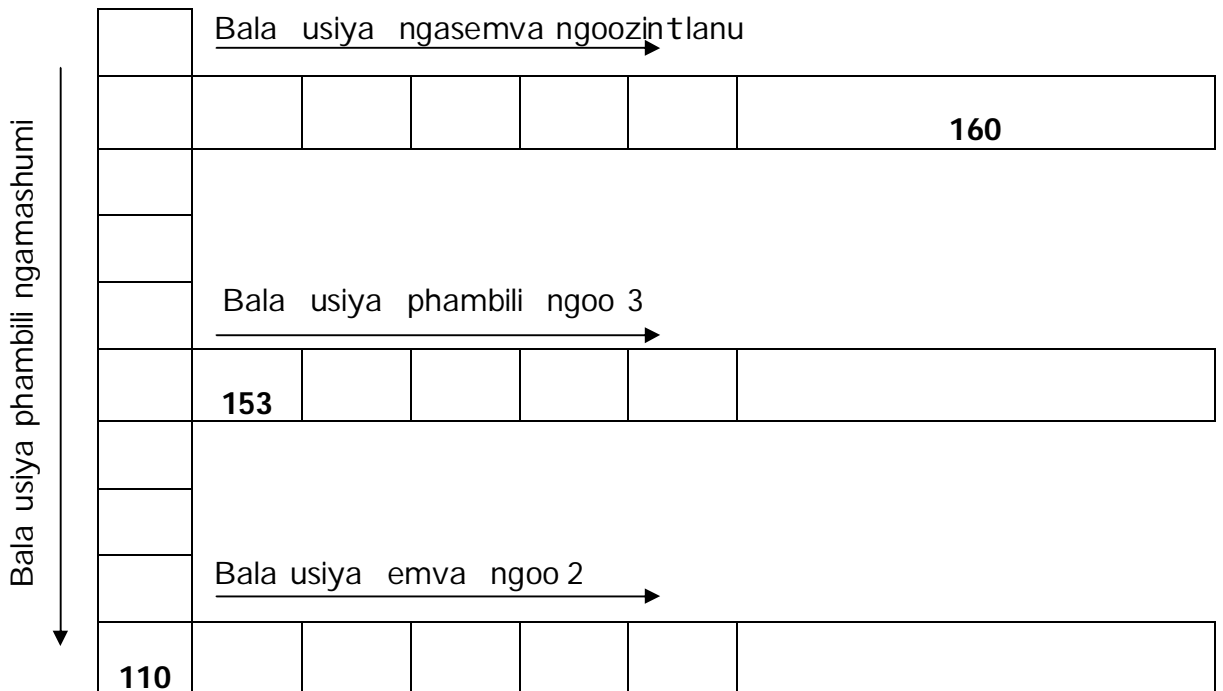 Bala usiya ngasemva ngoozintlanu
160
Bala usiya phambili ngamashumi
Bala usiya phambili ngoo 3
153
Bala usiya emva ngoo 2
110